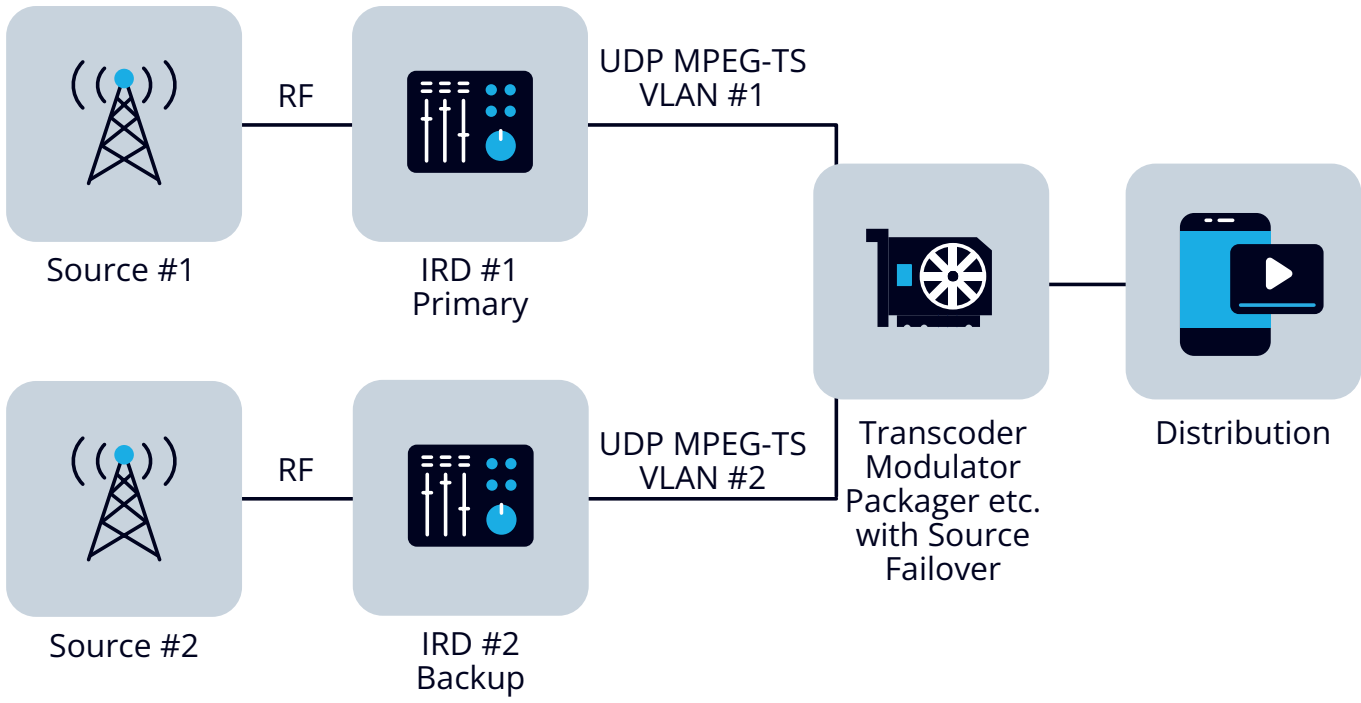 RF
UDP MPEG-TS
VLAN #1
Source #1
IRD #1
Primary
RF
UDP MPEG-TS
VLAN #2
Transcoder
Modulator
Packager etc.
with Source
Failover
Distribution
Source #2
IRD #2
Backup